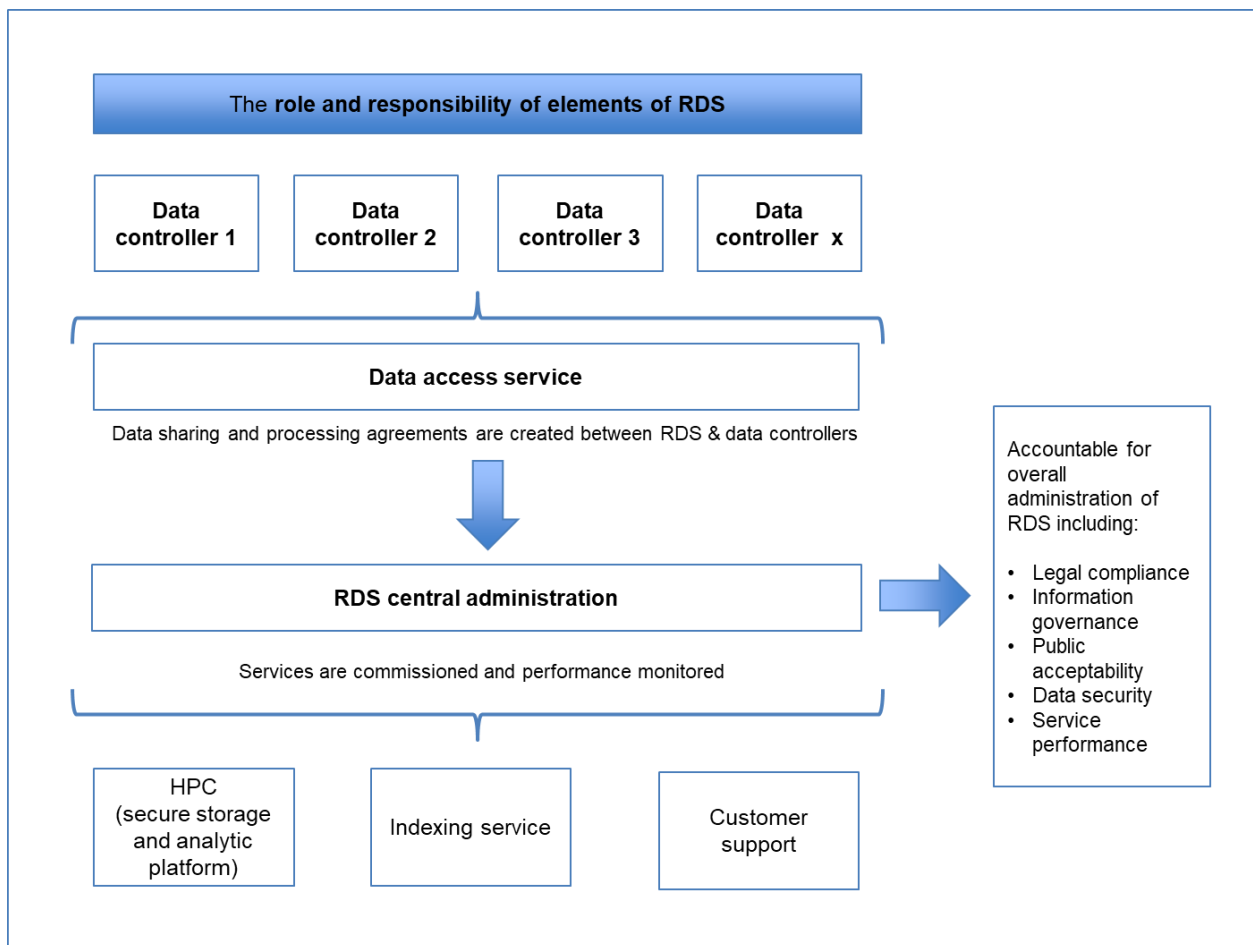 The role and responsibility of elements of RDS
Data
controller 1
Data
controller 2
Data
controller 3
Data
controller x
Data access service
Data sharing and processing agreements are created between RDS & data controllers
RDS central administration
Accountable for
overall
administration of
RDS including:
• Legal compliance
• Information
governance
• Public
acceptability
• Data security
• Service
performance
Services are commissioned and performance monitored
HPC
(secure storage
and analytic
platform)
Indexing service
Customer
support